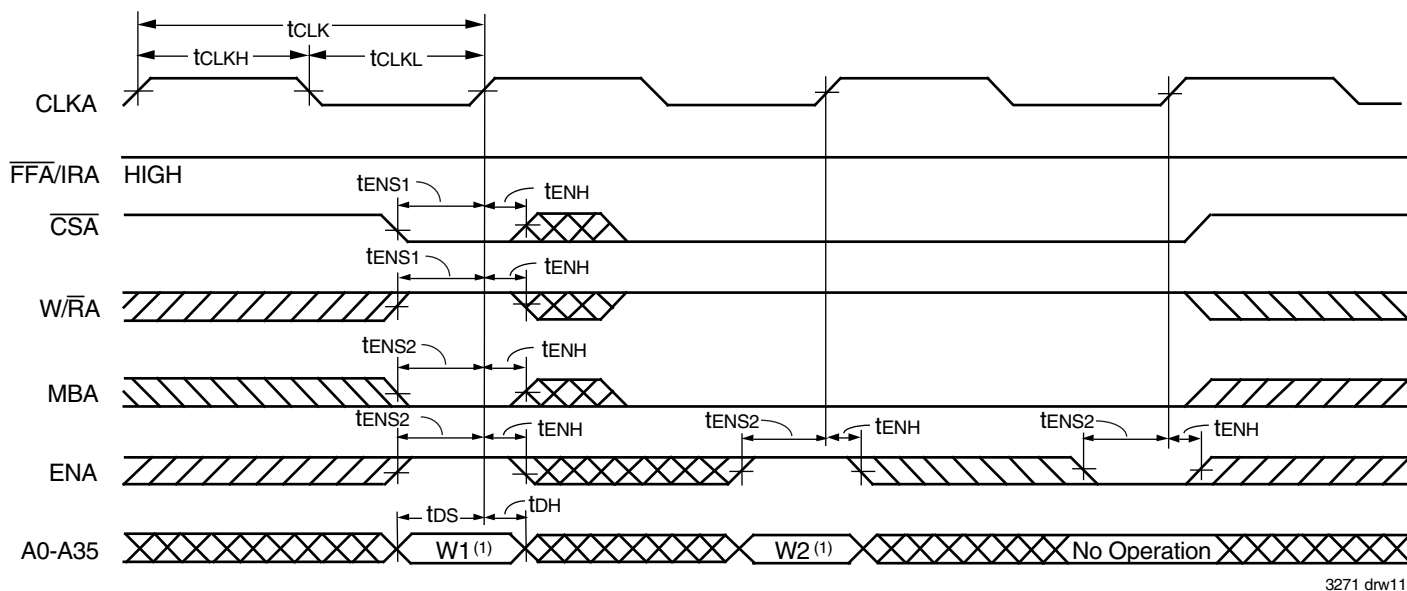 tCLK
tCLKH tCLKL
CLKA
FFA/IRA HIGH
tENS1 tENH
CSA
tENS1 tENH
W/RA
tENS2 tENH
MBA
tENS2 tENH tENS2 tENH tENS2 tENH
ENA
tDS tDH
A0-A35 W1(1) W2(1) No Operation
3271 drw11